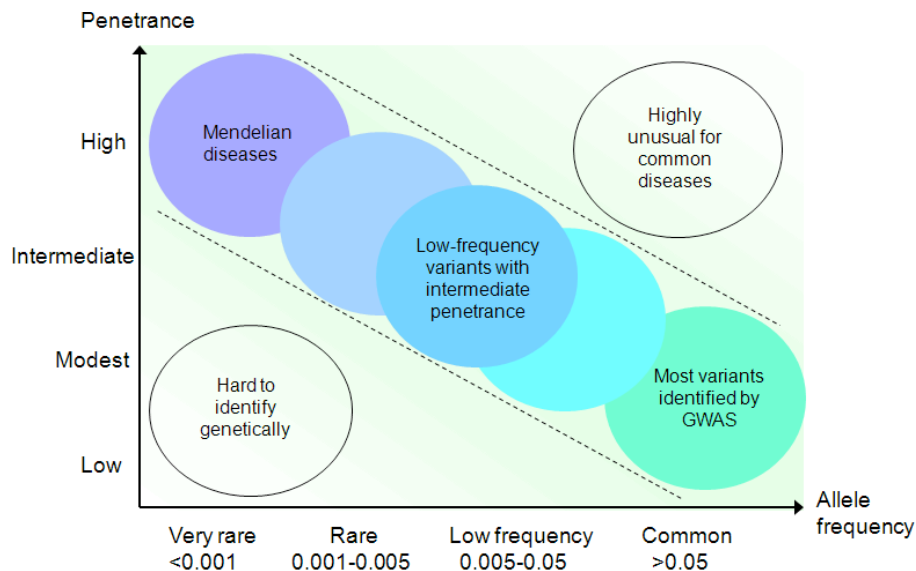 Penetrance
High
Intermediate
Modest
Low
Mendelian
diseases
Highly
unusual for
common
diseases
Low-frequency
variants with
intermediate
penetrance
Hard to
identify
genetically
Most variants
identified by
GWAS
Allele
frequency
Very rare
<0.001
Rare
0.001-0.005
Low frequency
0.005-0.05
Common
>0.05